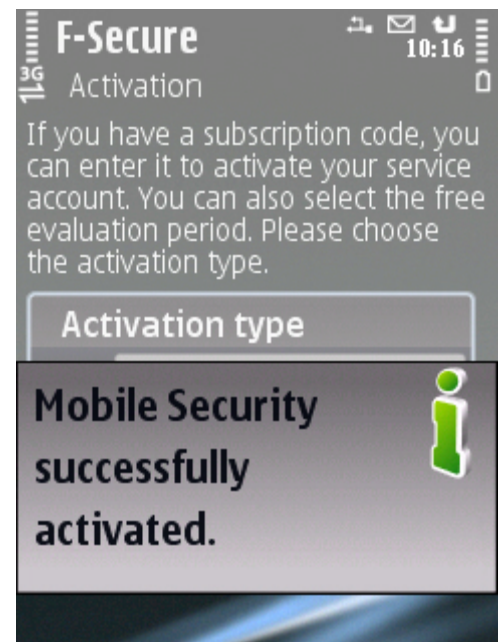 F-Secure
10:16
3G
Activation
If you have a subscription code, you
can enter it to activate your service
account. You can also select the free
evaluation period. Please choose
the activation type.
Activation type
Mobile Security
successfully
activated.